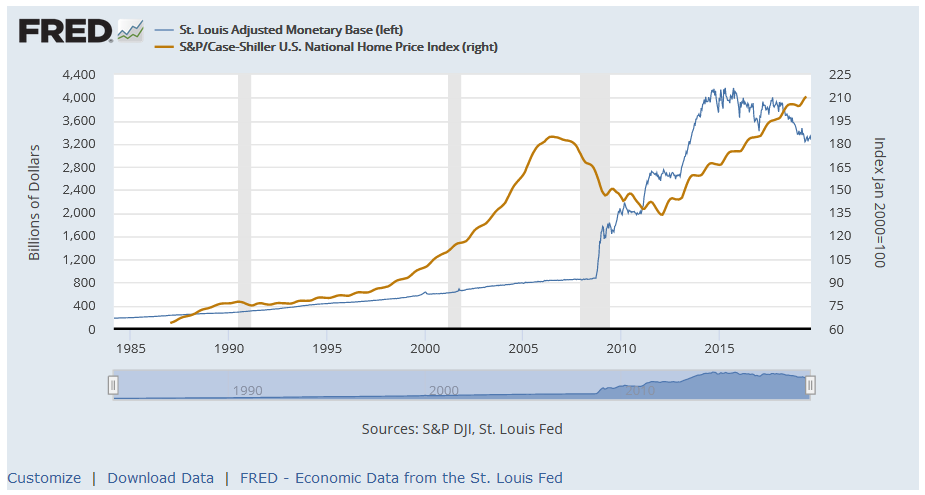 FRED
St. Louis Adjusted Monetary Base (left)
S&P/Case-Shiller U.S. National Home Price Index (right)
4,400
4,000
3,600
3,200
2,800
2,400
2,000
1,600
1,200
800
400
0
Billions of Dollars
225
210
195
180
165
150
135
120
105
90
75
60
Index Jan 2000=100
1985 1990 1995 2000 2005 2010 2015
1990 2000 2010
Sources: S&P DJI, St. Louis Fed
Customize | Download Data | FRED - Economic Data from the St. Louis Fed